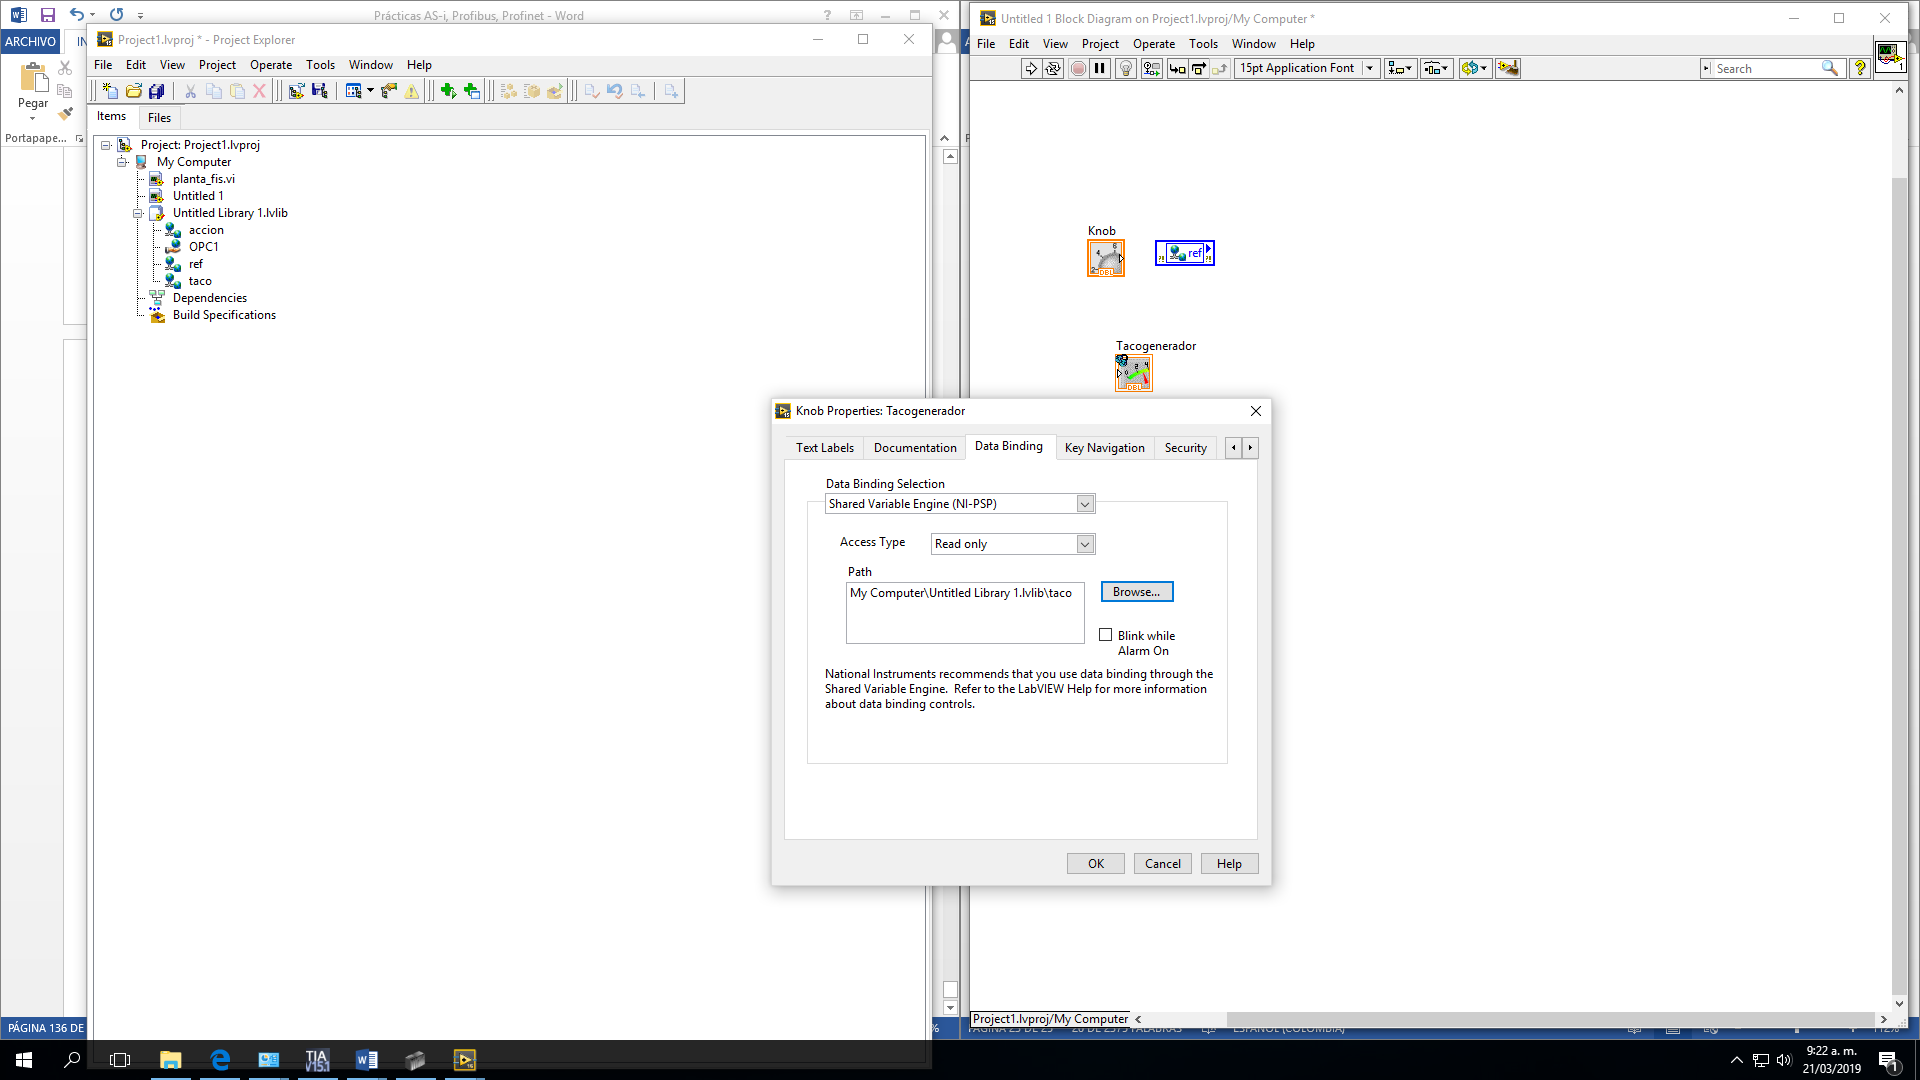 Prácticas AS-i, Profibus, Profinet - Word
ARCHIVO
IN
Pegar
Portapape...
PÁGINA 136 DE
Project1.lvproj * - Project Explorer
File Edit View Project Operate Tools Window Help
Items Files
Project: Project1.lvproj
My Computer
planta_fis.vi
Untitled 1
Untitled Library 1.lvlib
accion
OPC1
ref
taco
Dependencies
Build Specifications
Untitled 1 Block Diagram on Project1.lvproj/My Computer *
File Edit View Project Operate Tools Window Help
15pt Application Font
Search
Knob
DBL
ref
Tacogenerador
DBL
Knob Properties: Tacogenerador
Text Labels Documentation Data Binding Key Navigation Security
Data Binding Selection
Shared Variable Engine (NI-PSP)
Access Type Read only
Path
My Computer\Untitled Library 1.lvlib\taco
Browse...
Blink while
Alarm On
National Instruments recommends that you use data binding through the
Shared Variable Engine. Refer to the LabVIEW Help for more information
about data binding controls.
OK Cancel Help
Project1.lvproj/My Computer
TIA
V15.1
9:22 a. m.
21/03/2019
1